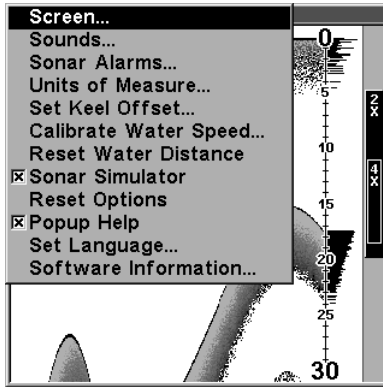 Screen...
Sounds...
Sonar Alarms...
Units of Measure...
Set Keel Offset...
Calibrate Water Speed...
Reset Water Distance
Sonar Simulator
Reset Options
Popup Help
Set Language...
Software Information...
0
5
10
15
20
25
30
2X
4X